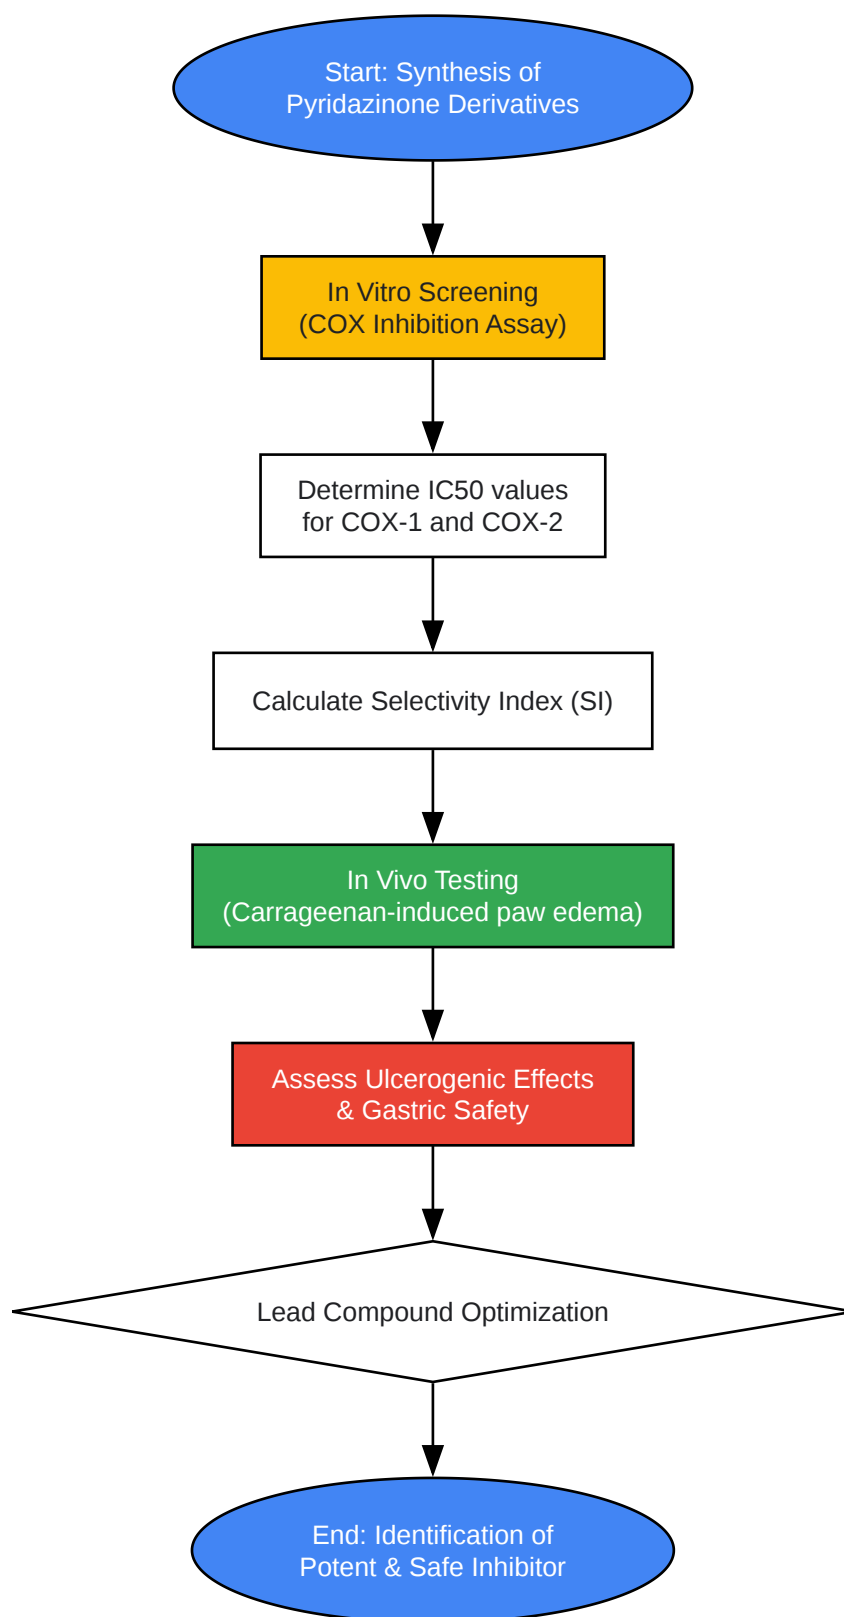 Start: Synthesis of
Pyridazinone Derivatives
In Vitro Screening
(COX Inhibition Assay)
Determine IC50 values
for COX-1 and COX-2
Calculate Selectivity Index (SI)
In Vivo Testing
(Carrageenan-induced paw edema)
Assess Ulcerogenic Effects
& Gastric Safety
Lead Compound Optimization
End: Identification of
Potent & Safe Inhibitor